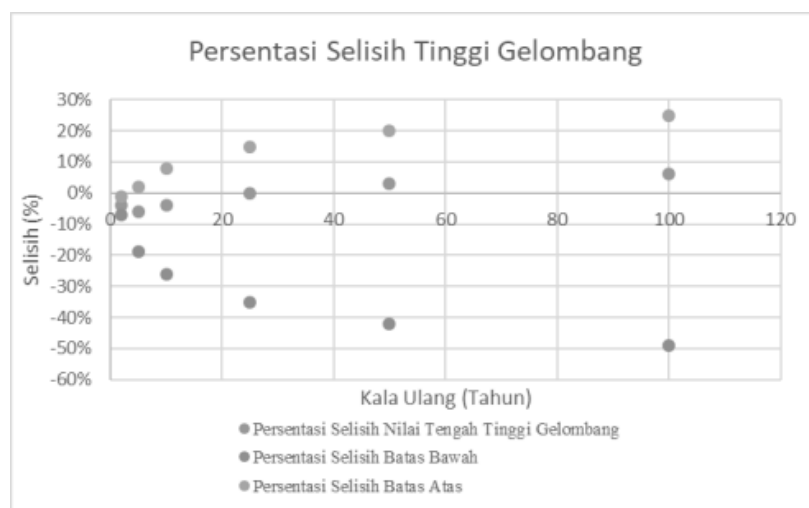 Persentasi Selisih Tinggi Gelombang
30%
20%
10%
0%
-10%
-20%
-30%
-40%
-50%
-60%
0 20 40 60 80 100 120
Selisih (%)
Kala Ulang (Tahun)
Persentasi Selisih Nilai Tengah Tinggi Gelombang
Persentasi Selisih Batas Bawah
Persentasi Selisih Batas Atas